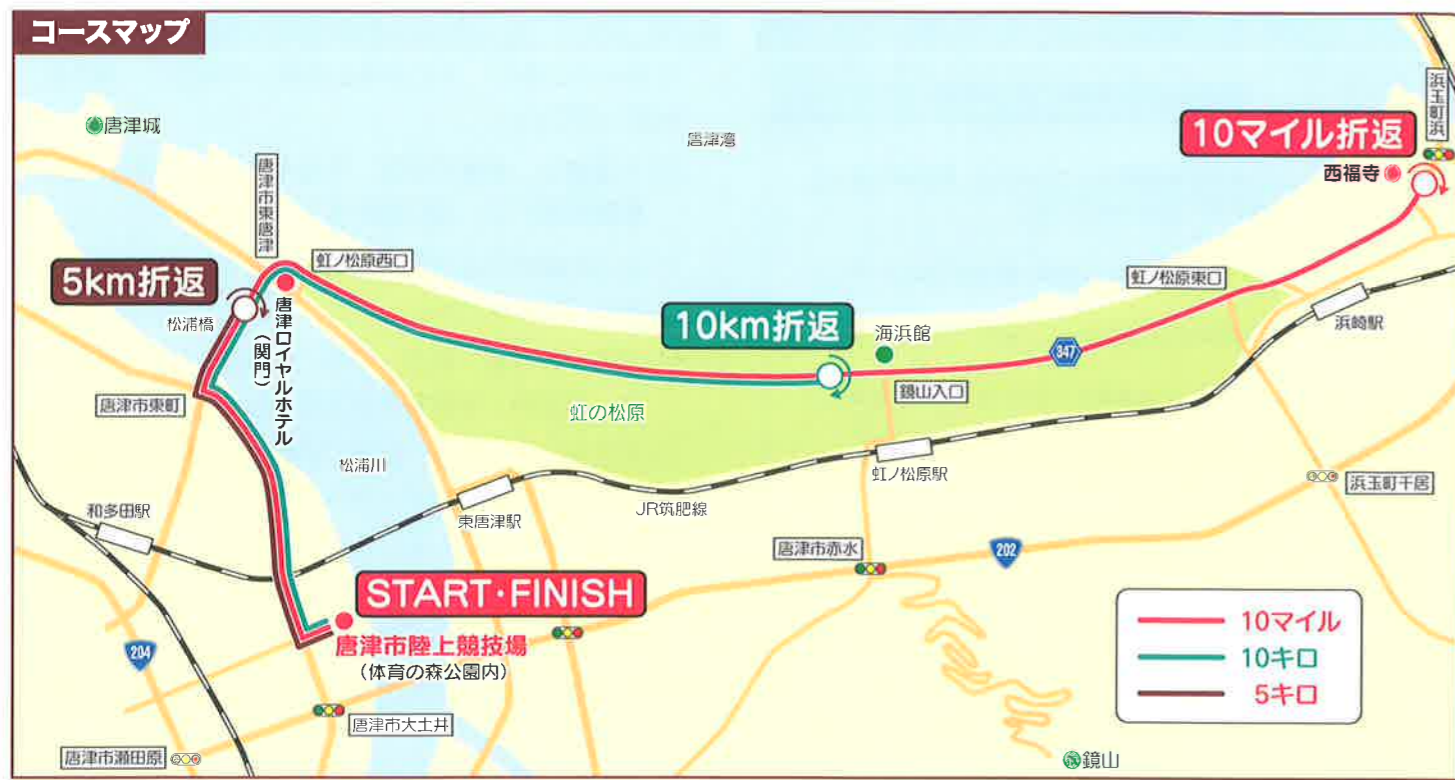 コースマップ
唐津城
唐津湾
浜玉町浜
10マイル折返
西福寺
唐津市東唐津
虹ノ松原西口
5km折返
松浦橋
唐津ロイヤルホテル
(関門)
10km折返
海浜館
虹ノ松原東口
浜崎駅
347
鏡山入口
唐津市東町
虹の松原
松浦川
虹ノ松原駅
東唐津駅
JR筑肥線
浜玉町千居
和多田駅
唐津市赤水
202
START・FINISH
唐津市陸上競技場
(体育の森公園内)
204
唐津市大土井
唐津市瀬田原
鏡山
10マイル
10キロ
5キロ